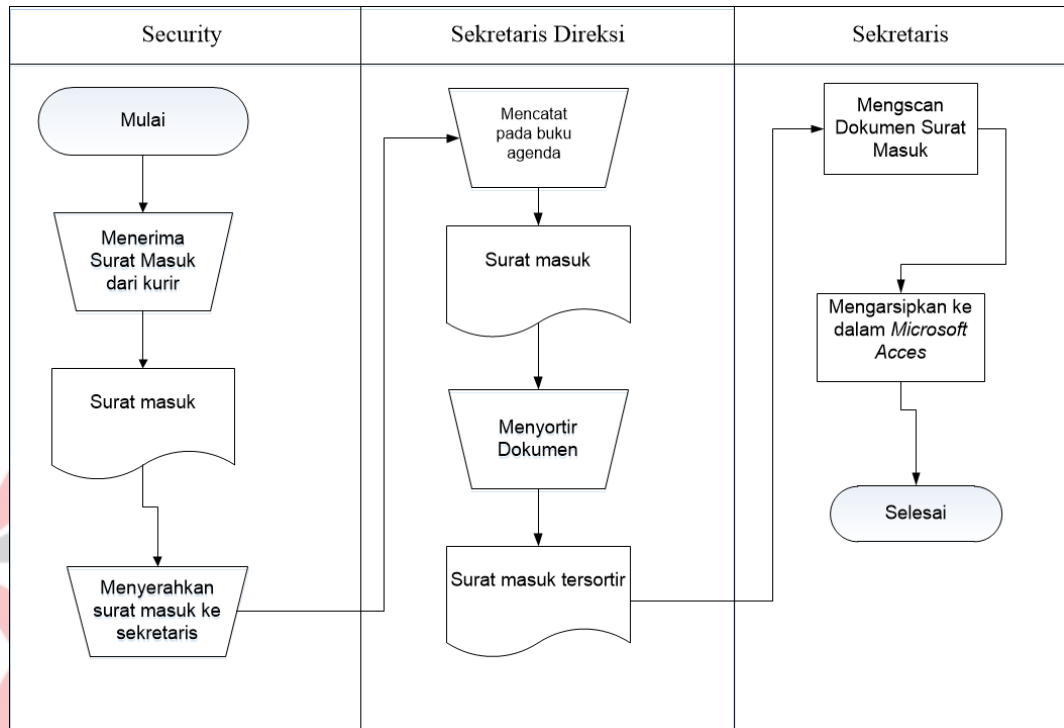 Security
Sekretaris Direksi
Sekretaris
Mulai
Menerima
Surat Masuk
dari kurir
Surat masuk
Menyerahkan
surat masuk ke
sekretaris
Mencatat
pada buku
agenda
Surat masuk
Menyortir
Dokumen
Surat masuk tersortir
Mengscan
Dokumen Surat
Masuk
Mengarsipkan ke
dalam Microsoft
Acces
Selesai